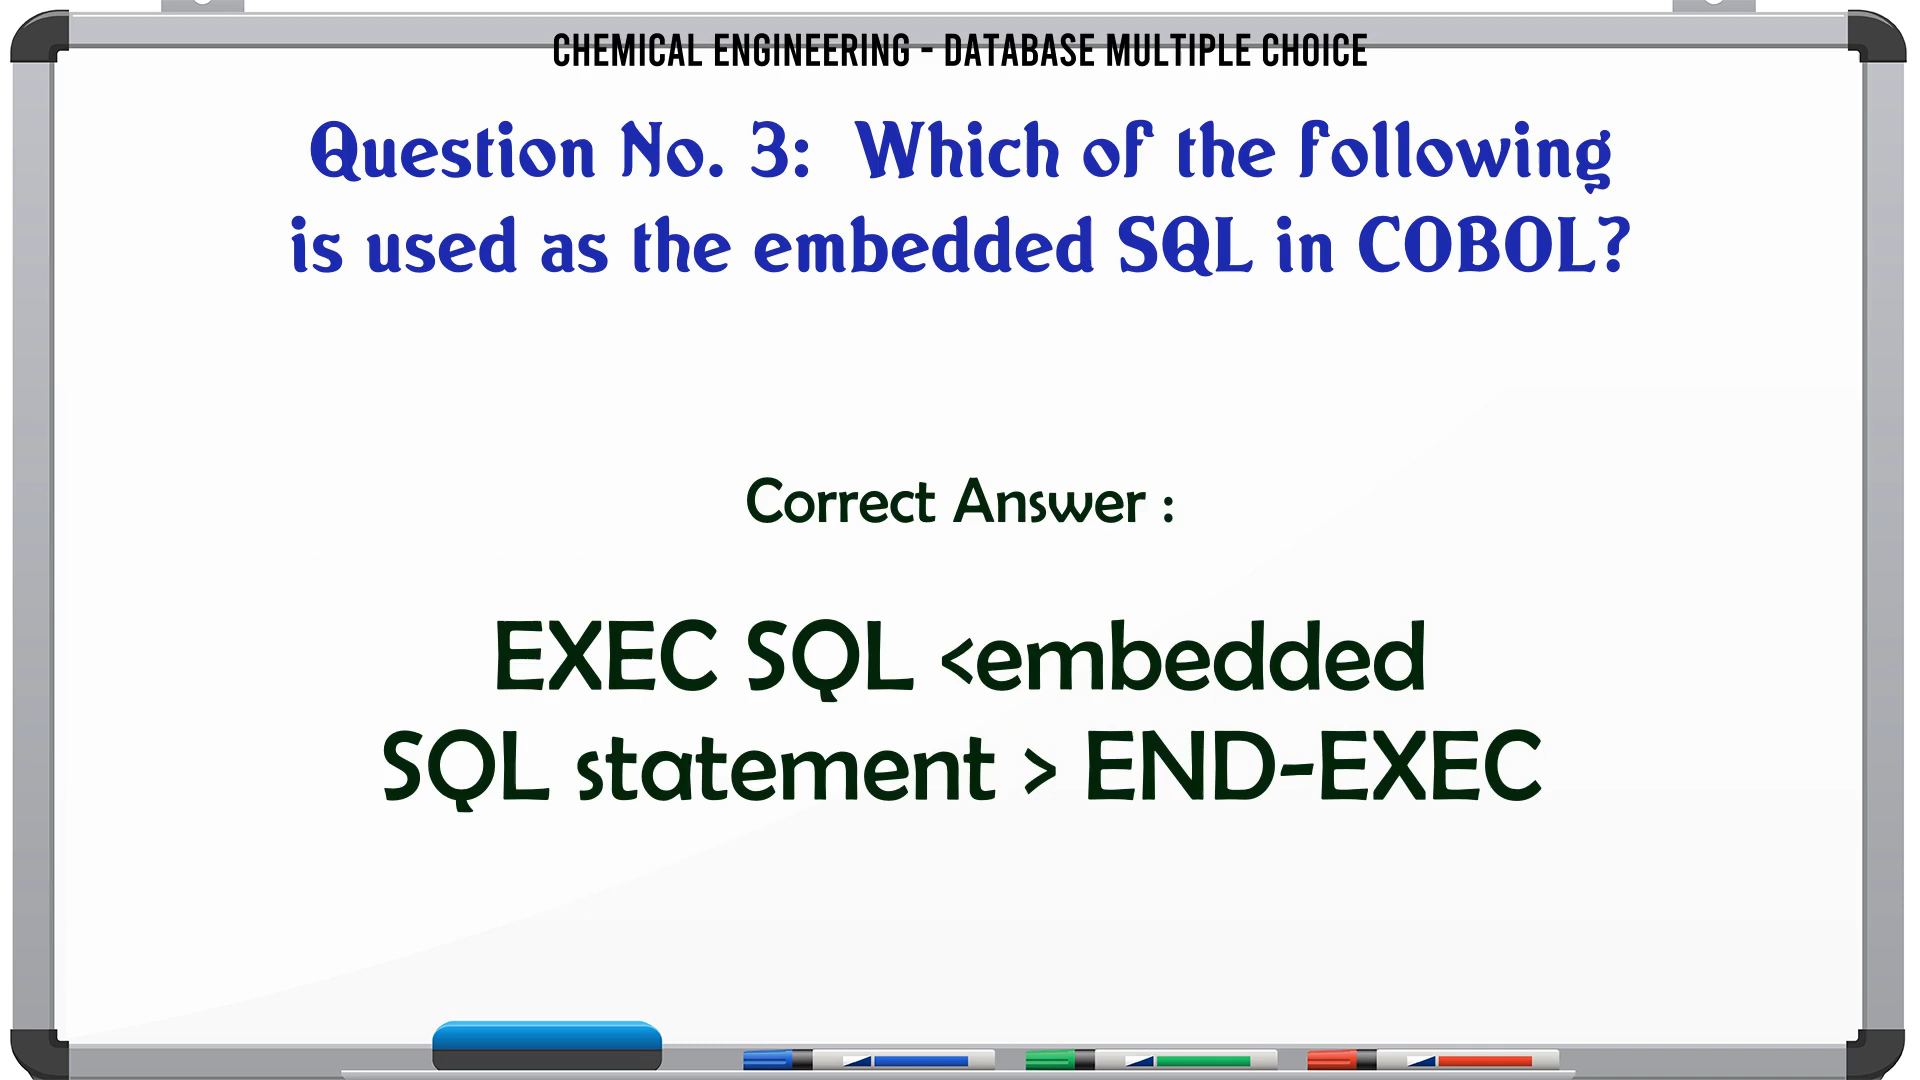 CHEMICAL ENGINEERING - DATABASE MULTIPLE CHOICE
Question No. 3:  Which of the following
is used as the embedded SQL in COBOL?
Correct Answer :
EXEC SQL <embedded
SQL statement > END-EXEC